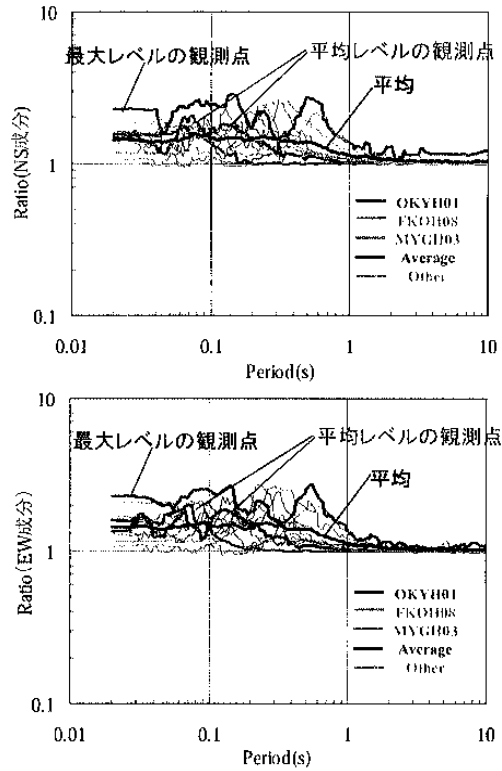 10
最大レベルの観測点
平均レベルの観測点
平均
Ratio(NS成分)
1
OKYH01
FKOH08
MYGH03
Average
Other
0.1
0.01
0.1
1
10
Period(s)
10
最大レベルの観測点
平均レベルの観測点
平均
Ratio(EW成分)
1
OKYH01
FKOH08
MYGH03
Average
Other
0.1
0.01
0.1
1
10
Period(s)